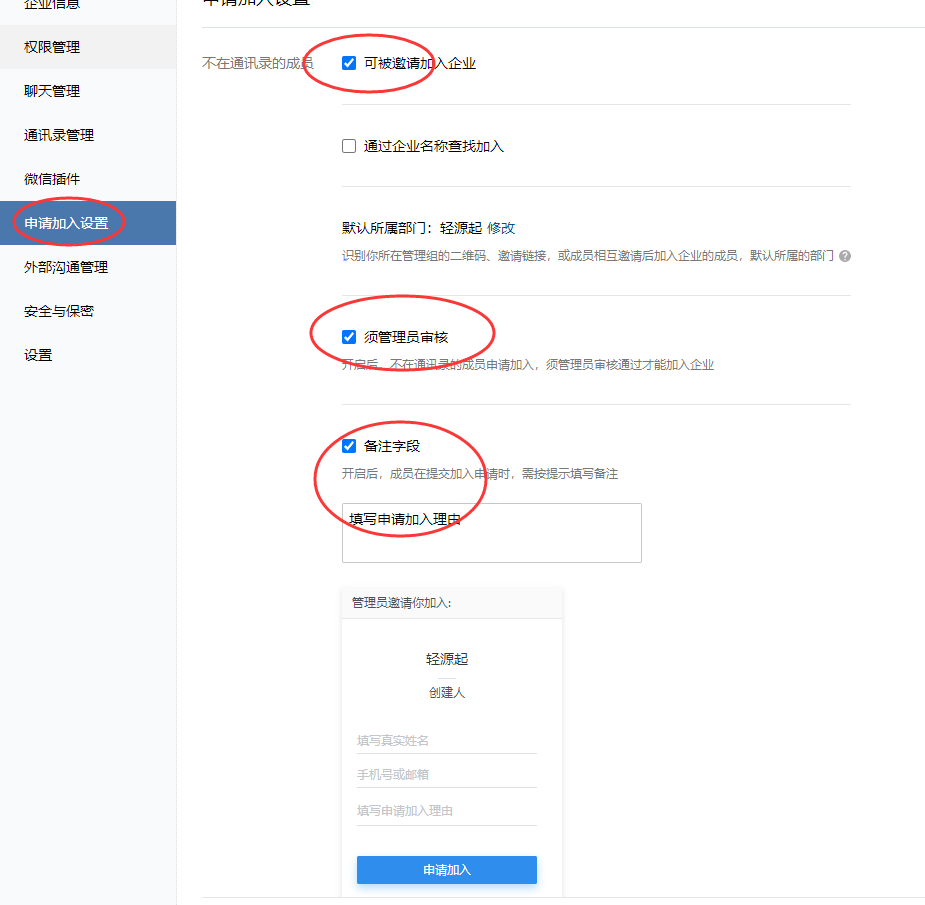 企业信息
权限管理
聊天管理
通讯录管理
微信插件
申请加入设置
外部沟通管理
安全与保密
设置
申请加入设置
不在通讯录的成员
可被邀请加入企业
通过企业名称查找加入
默认所属部门：轻源起 修改
识别你所在管理组的二维码、邀请链接，或成员相互邀请后加入企业的成员，默认所属的部门 ?
须管理员审核
开启后，不在通讯录的成员申请加入，须管理员审核通过才能加入企业
备注字段
开启后，成员在提交加入申请时，需按提示填写备注
填写申请加入理由
管理员邀请你加入:
轻源起
创建人
填写真实姓名
手机号或邮箱
填写申请加入理由
申请加入